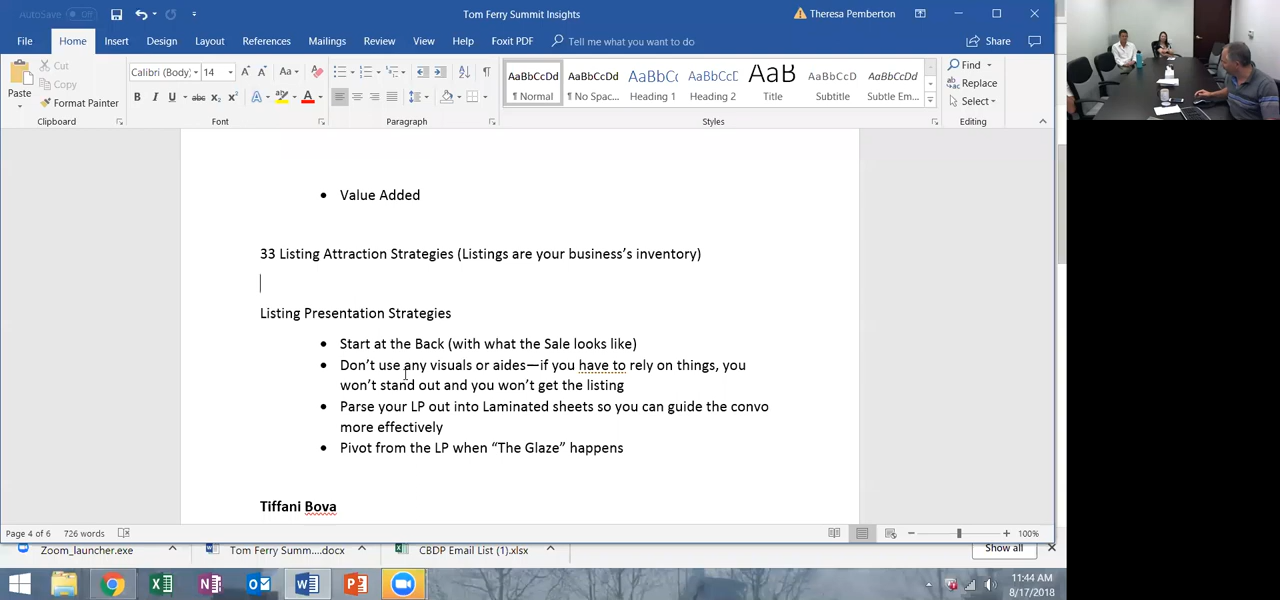 AutoSave Off
Tom Ferry Summit Insights
Theresa Pemberton
File Home Insert Design Layout References Mailings Review View Help Foxit PDF Tell me what you want to do Share
Paste
Cut
Copy
Format Painter
Clipboard
Calibri (Body) 14
Font
Paragraph
AaBbCcDd AaBbCcDd AaBbCc AaBbCcD AaB AaBbCcD AaBbCcDd
¶ Normal ¶ No Spac... Heading 1 Heading 2 Title Subtitle Subtle Em...
Styles
Find
Replace
Select
Editing
• Value Added
33 Listing Attraction Strategies (Listings are your business’s inventory)
Listing Presentation Strategies
• Start at the Back (with what the Sale looks like)
• Don’t use any visuals or aides—if you have to rely on things, you
won’t stand out and you won’t get the listing
• Parse your LP out into Laminated sheets so you can guide the convo
more effectively
• Pivot from the LP when “The Glaze” happens
Tiffani Bova
Page 4 of 6 726 words 100%
Zoom_launcher.exe Tom Ferry Summ....docx CBDP Email List (1).xlsx Show all
11:44 AM
8/17/2018